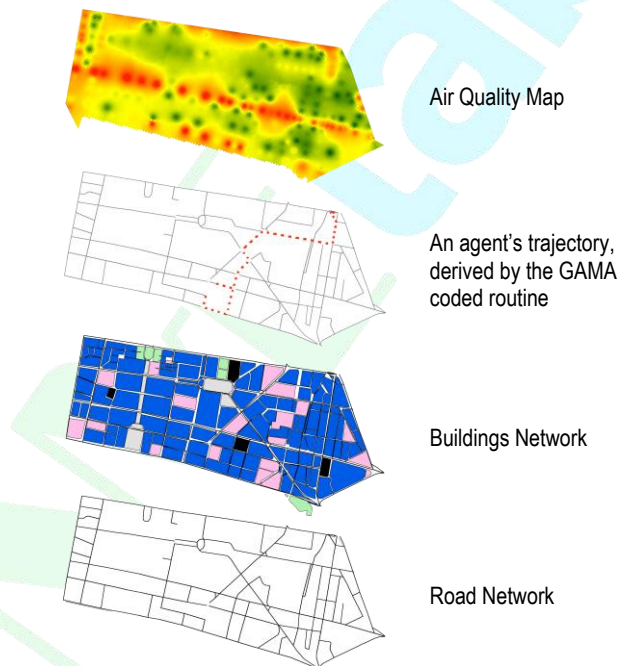 Air Quality Map
An agent's trajectory,
derived by the GAMA
coded routine
Buildings Network
Road Network